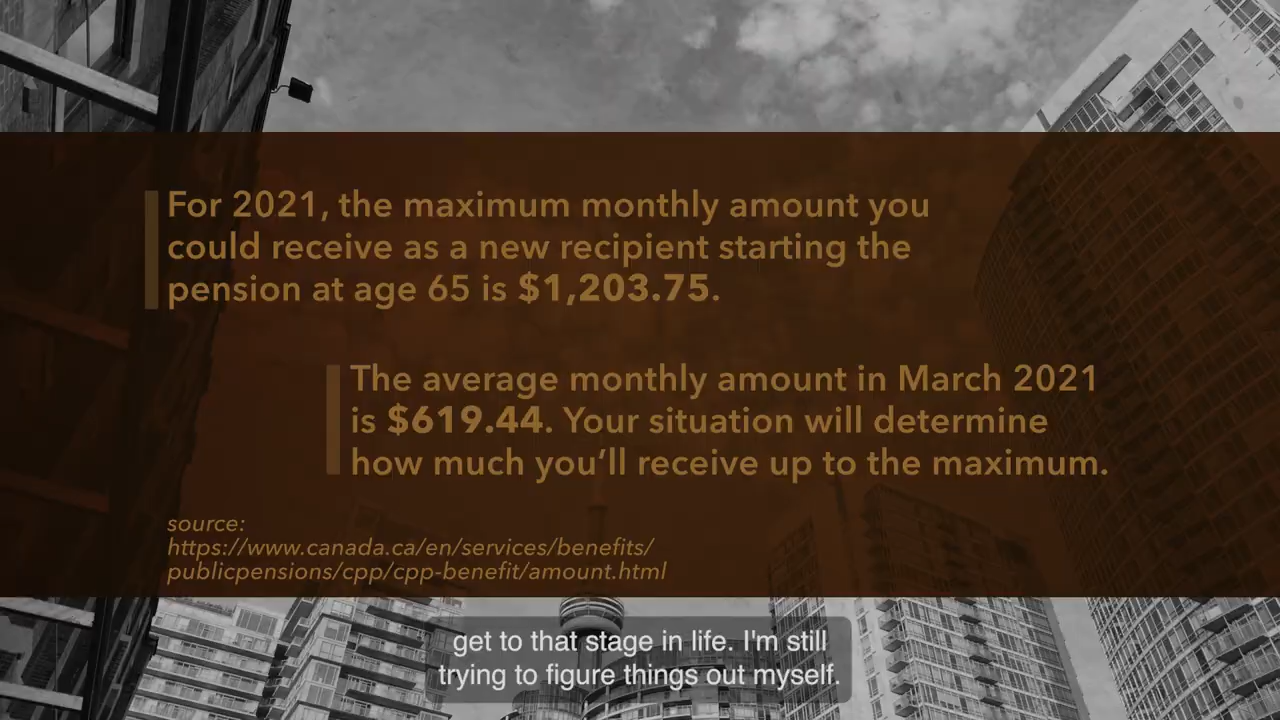 For 2021, the maximum monthly amount you
could receive as a new recipient starting the
pension at age 65 is $1,203.75.
The average monthly amount in March 2021
is $619.44. Your situation will determine
how much you’ll receive up to the maximum.
source:
https://www.canada.ca/en/services/benefits/
publicpensions/cpp/cpp-benefit/amount.html
get to that stage in life. I'm still
trying to figure things out myself.